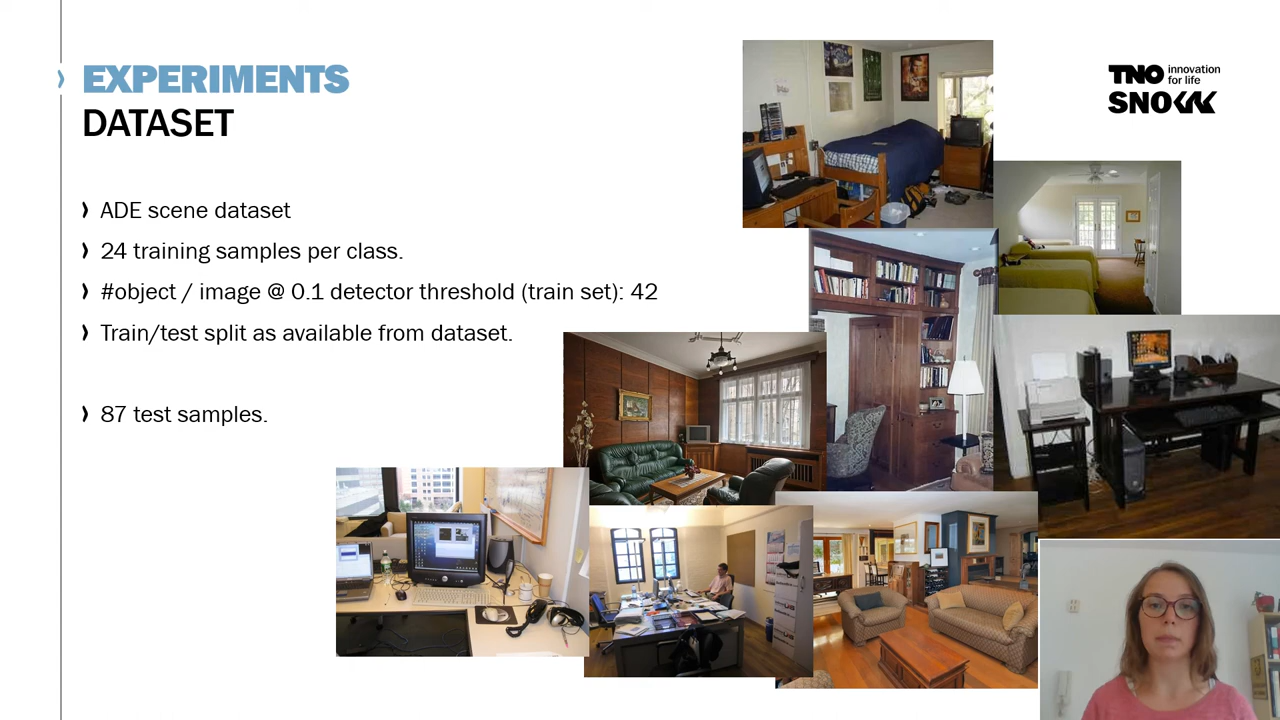 EXPERIMENTS
DATASET
TNO innovation
for life
SNOW
ADE scene dataset
24 training samples per class.
#object / image @ 0.1 detector threshold (train set): 42
Train/test split as available from dataset.
87 test samples.